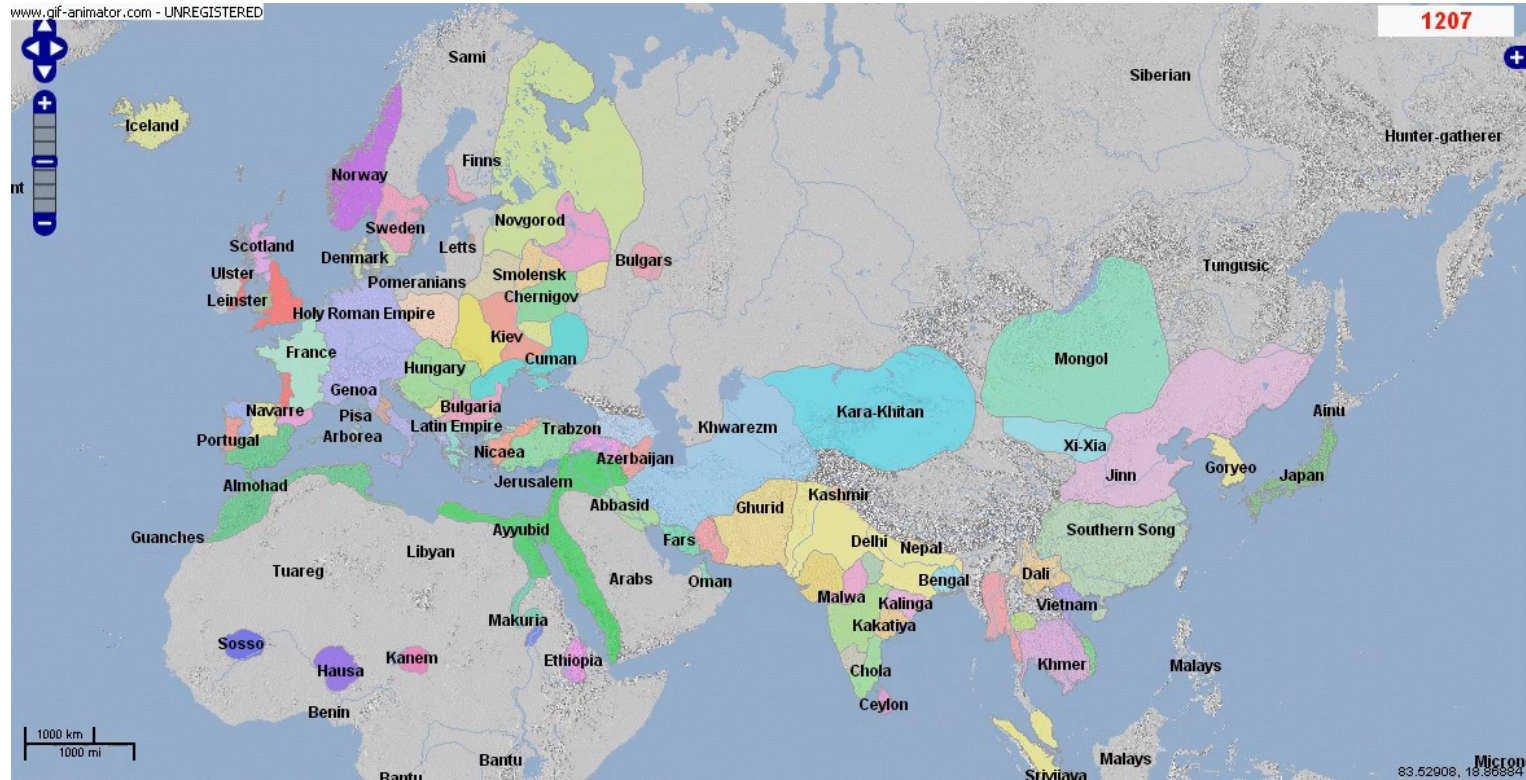 www.gif-animator.com - UNREGISTERED
1207
Sami
Siberian
Iceland
Hunter-gatherer
Finns
Norway
nt
Novgorod
Sweden
Letts
Scotland
Denmark
Bulgars
Ulster
Smolensk
Tungusic
Pomeranians
Leinster
Chernigov
Holy Roman Empire
Kiev
France
Cuman
Mongol
Hungary
Genoa
Bulgaria
Navarre
Kara-Khitan
Ainu
Pisa
Latin Empire
Trabzon
Khwarezm
Arborea
Portugal
Xi-Xia
Nicaea
Azerbaijan
Goryeo
Jinn
Japan
Jerusalem
Almohad
Kashmir
Abbasid
Ghurid
Ayyubid
Southern Song
Guanches
Fars
Delhi
Nepal
Libyan
Tuareg
Arabs
Oman
Bengal
Dali
Malwa
Kalinga
Vietnam
Makuria
Kakatiya
Sosso
Kanem
Ethiopia
Khmer
Malays
Hausa
Chola
Ceylon
Benin
1000 km
1000 mi
Bantu
Malays
Micron
83.52908, 18.86884
Bantu
Srivijaya